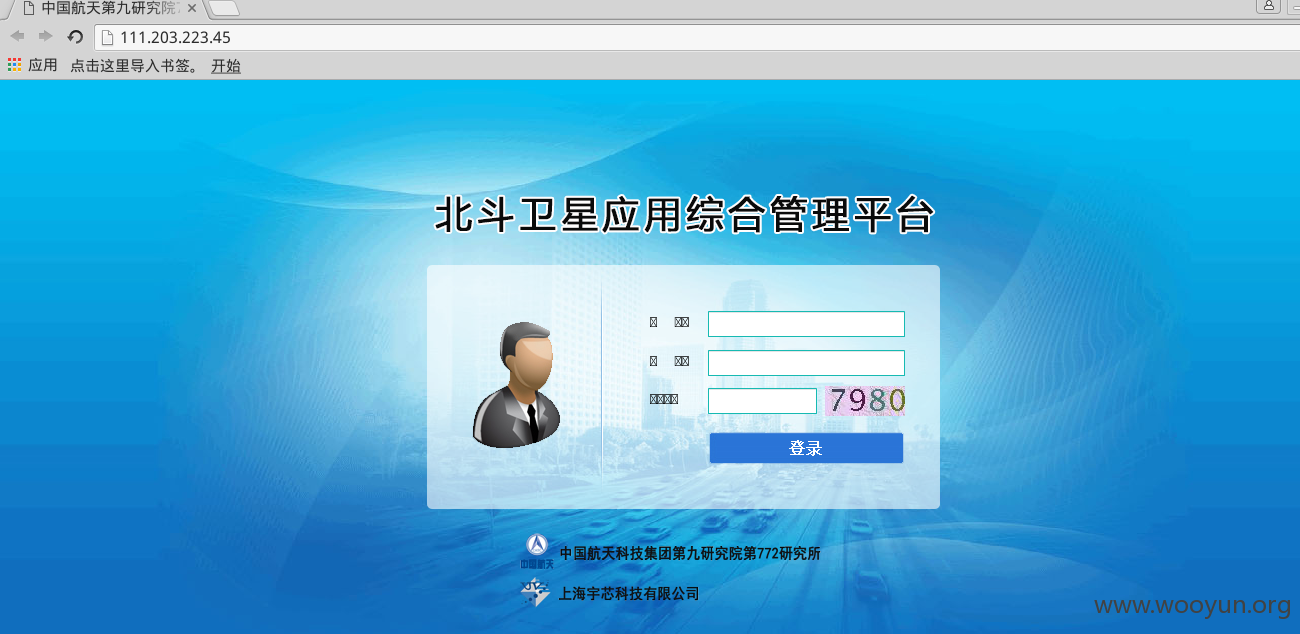 中国航天第九研究院
111.203.223.45
应用 点击这里导入书签。 开始
北斗卫星应用综合管理平台
7980
登录
中国航天
中国航天科技集团第九研究院第772研究所
上海宇芯科技有限公司
www.wooyun.org